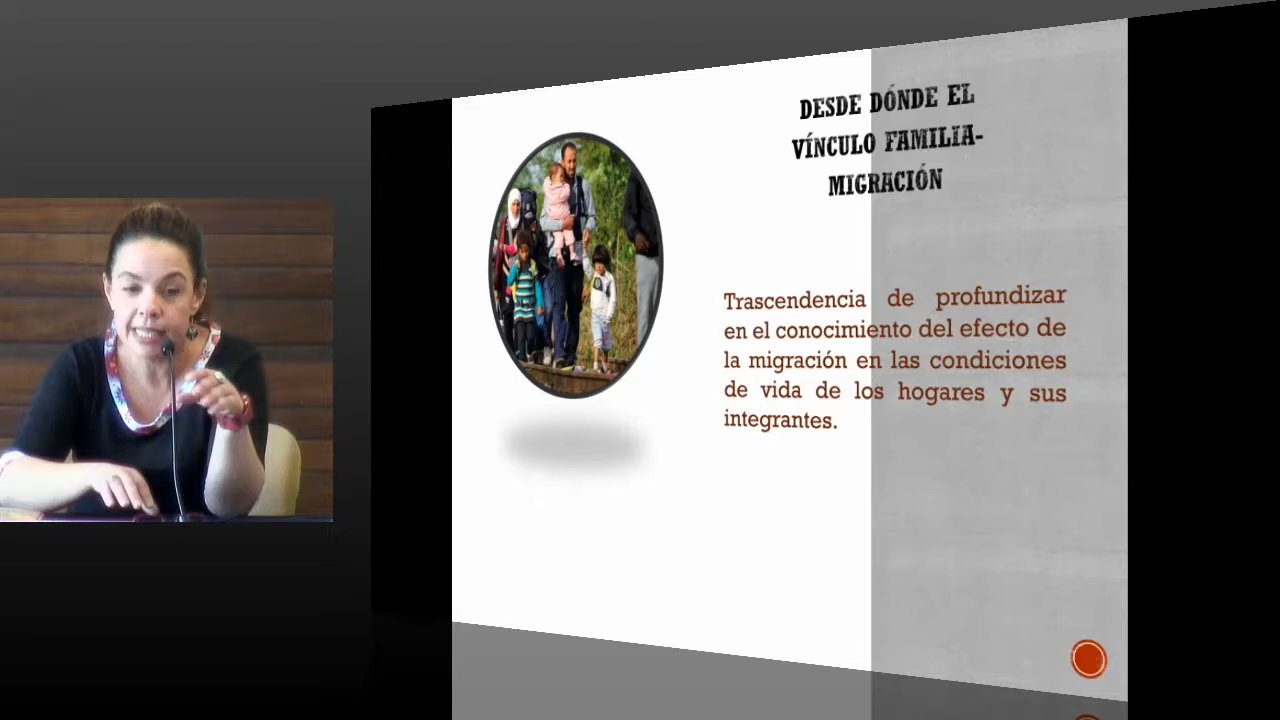 DESDE DÓNDE EL
VÍNCULO FAMILIA-
MIGRACIÓN
Trascendencia de profundizar
en el conocimiento del efecto de
la migración en las condiciones
de vida de los hogares y sus
integrantes.